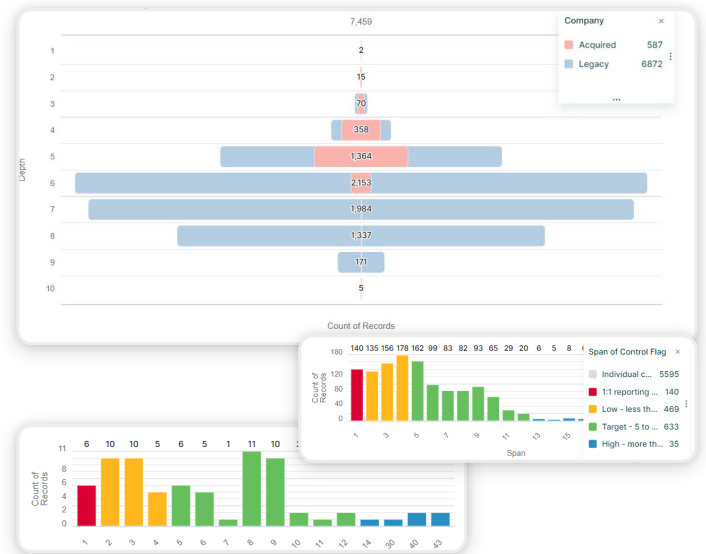 7,459
Company ×
Acquired 587
Legacy 6872
...
Depth
1 2
2 15
3 70
4 358
5 1,364
6 2,153
7 1,984
8 1,337
9 171
10 5
Count of Records
140 135 156 178 162 99 83 82 93 65 29 20 6 5 8
180
120
80
40
0
Count of Records
1 3 5 7 9 11 13 15
Span
Span of Control Flag ×
Individual c... 5595
1:1 reporting ... 140
Low - less th... 469
Target - 5 to ... 633
High - more th... 35
6 10 10 5 6 5 1 11 10
11
8
6
4
2
0
Count of Records
1 2 3 4 5 6 7 8 9 10 11 12 14 30 40 43